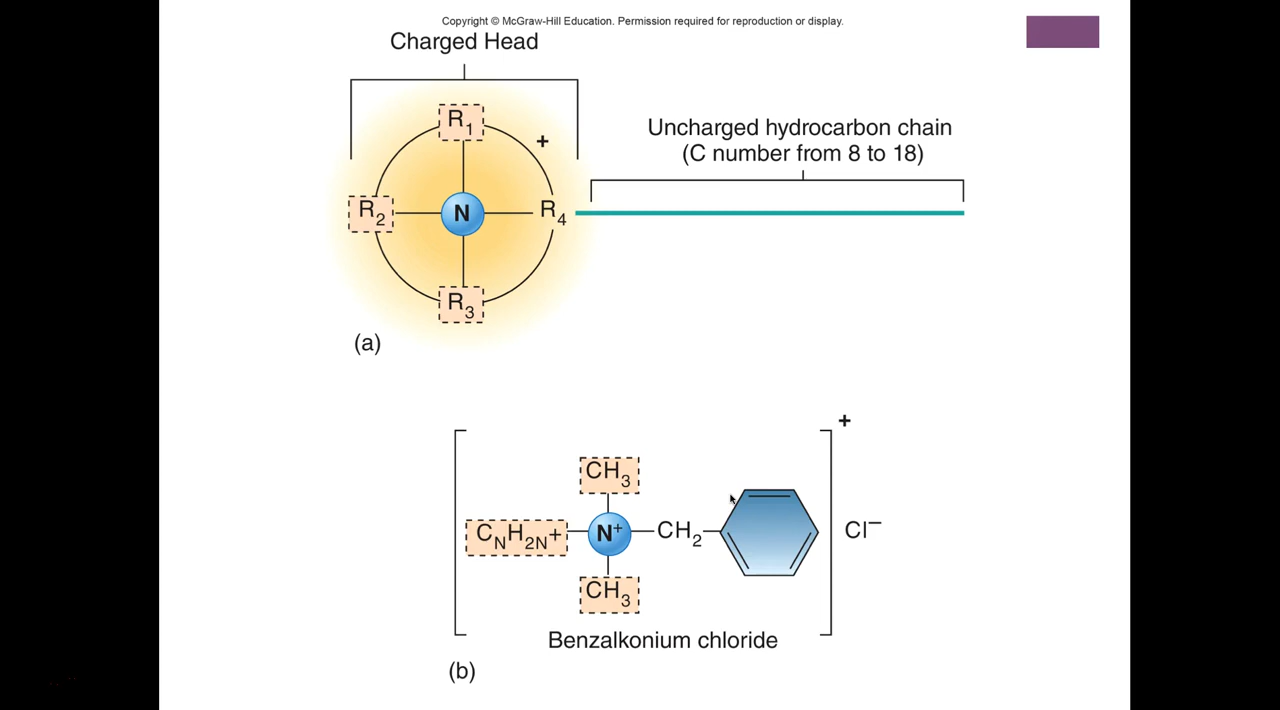 Copyright © McGraw-Hill Education. Permission required for reproduction or display.
Charged Head
Uncharged hydrocarbon chain
(C number from 8 to 18)
R₁
+
R₂ N R₄
R₃
(a)
+
CH₃
C_NH_2N+ N⁺ CH₂ Cl⁻
CH₃
Benzalkonium chloride
(b)